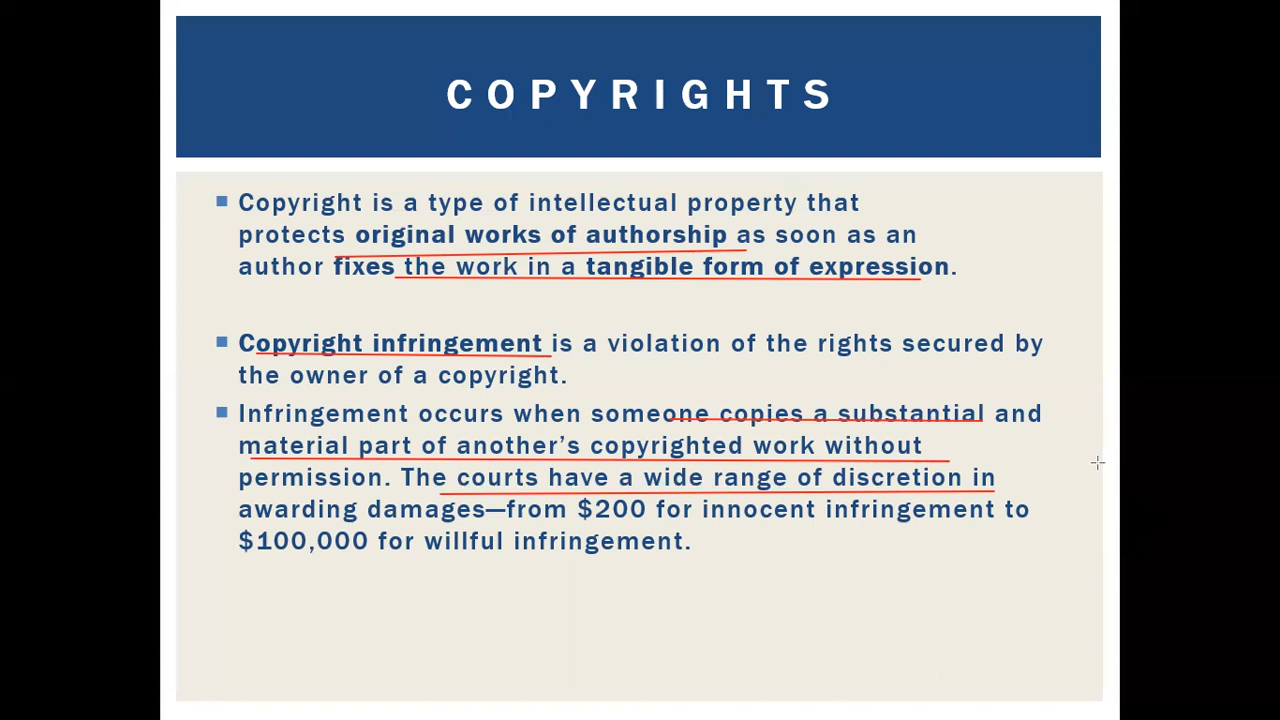 COPYRIGHTS
Copyright is a type of intellectual property that
protects original works of authorship as soon as an
author fixes the work in a tangible form of expression.
Copyright infringement is a violation of the rights secured by
the owner of a copyright.
Infringement occurs when someone copies a substantial and
material part of another’s copyrighted work without
permission. The courts have a wide range of discretion in
awarding damages—from $200 for innocent infringement to
$100,000 for willful infringement.